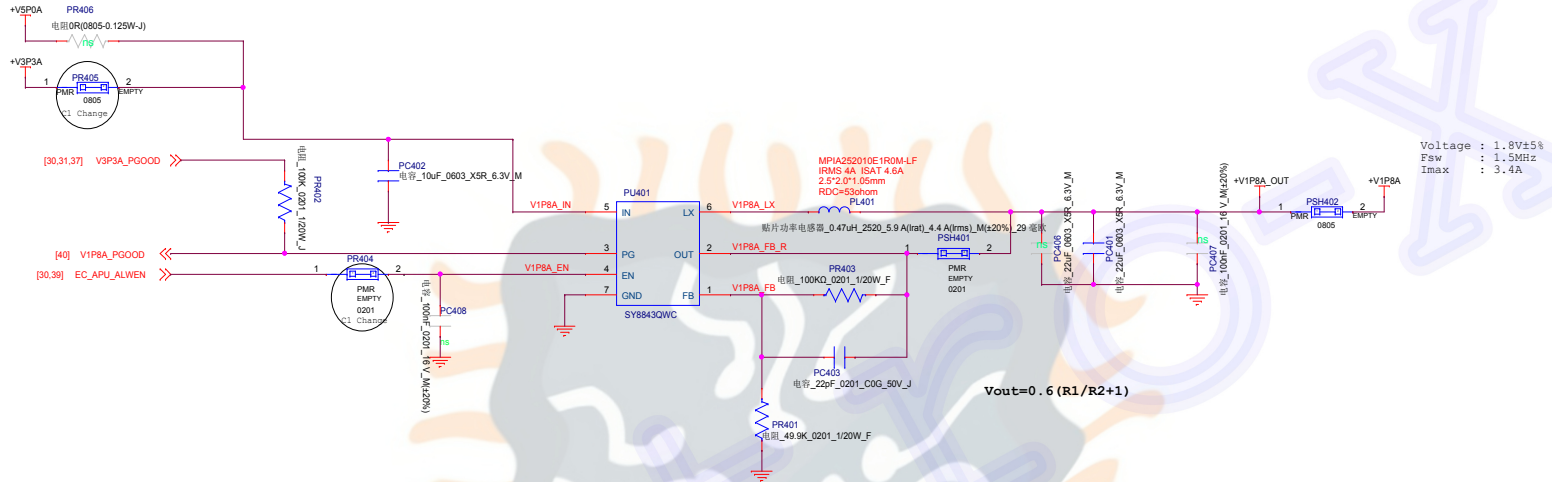 +V5P0A
PR406
电阻0R(0805-0.125W-J)
ns
+V3P3A
PR405
1
2
PMR
EMPTY
0805
C1 Change
[30,31,37]
V3P3A_PGOOD
电阻_100K_0201_1/20W_J
PR402
PC402
电容_10uF_0603_X5R_6.3V_M
[40]
V1P8A_PGOOD
[30,39]
EC_APU_ALWEN
PR404
1
2
PMR
EMPTY
0201
C1 Change
V1P8A_EN
电容_100nF_0201_16V_M(±20%)
PC408
ns
V1P8A_IN
PU401
5
IN
LX
6
3
PG
OUT
2
4
EN
7
GND
FB
1
SY8843QWC
V1P8A_LX
V1P8A_FB_R
V1P8A_FB
MPIA252010E1R0M-LF
IRMS 4A  ISAT 4.6A
2.5*2.0*1.05mm
RDC=53ohom
PL401
贴片功率电感器_0.47uH_2520_5.9 A(Irat)_4.4 A(Irms)_M(±20%)_29 毫欧
PSH401
1
2
PMR
EMPTY
0201
PR403
电阻_100KΩ_0201_1/20W_F
PC403
电容_22pF_0201_C0G_50V_J
PR401
电阻_49.9K_0201_1/20W_F
ns
PC406
电容_22uF_0603_X5R_6.3V_M
PC401
电容_22uF_0603_X5R_6.3V_M
ns
PC407
电容_100nF_0201_16 V_M(±20%)
+V1P8A_OUT
PSH402
1
2
PMR
EMPTY
0805
+V1P8A
Voltage : 1.8V±5%
Fsw : 1.5MHz
Imax : 3.4A
Vout=0.6(R1/R2+1)